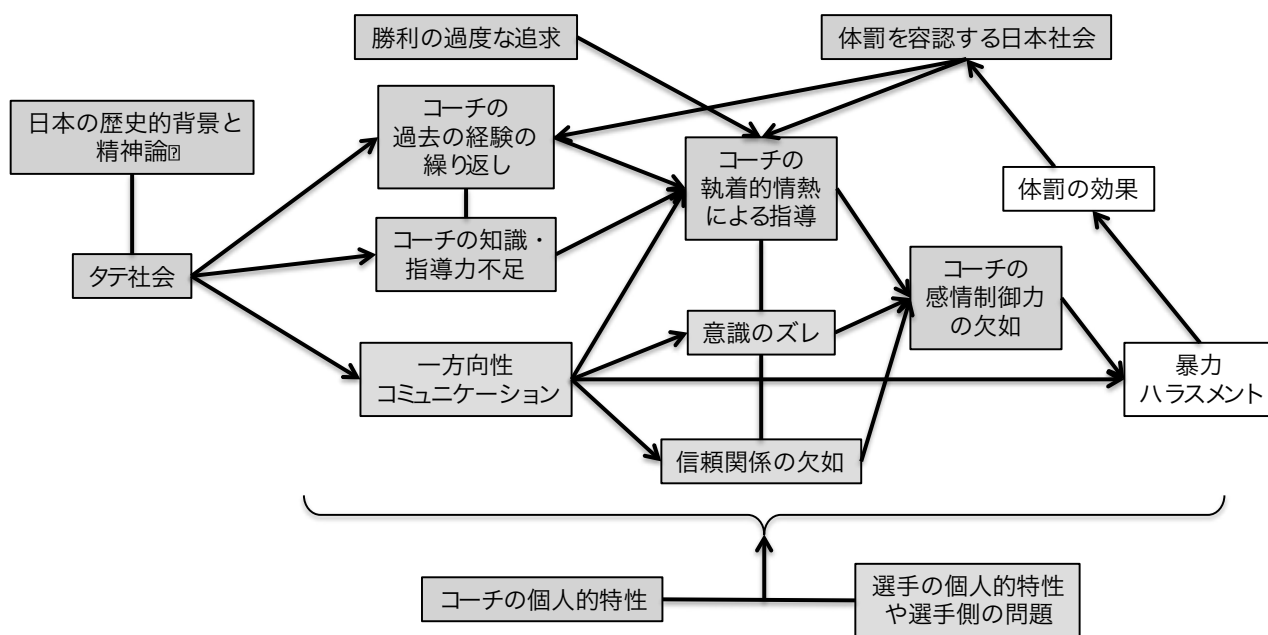 勝利の過度な追求
体罰を容認する日本社会
日本の歴史的背景と
精神論
コーチの
過去の経験の
繰り返し
コーチの
執着的情熱
による指導
体罰の効果
コーチの知識・
指導力不足
タテ社会
コーチの
感情制御力
の欠如
意識のズレ
一方向性
コミュニケーション
暴力
ハラスメント
信頼関係の欠如
コーチの個人的特性
選手の個人的特性
や選手側の問題